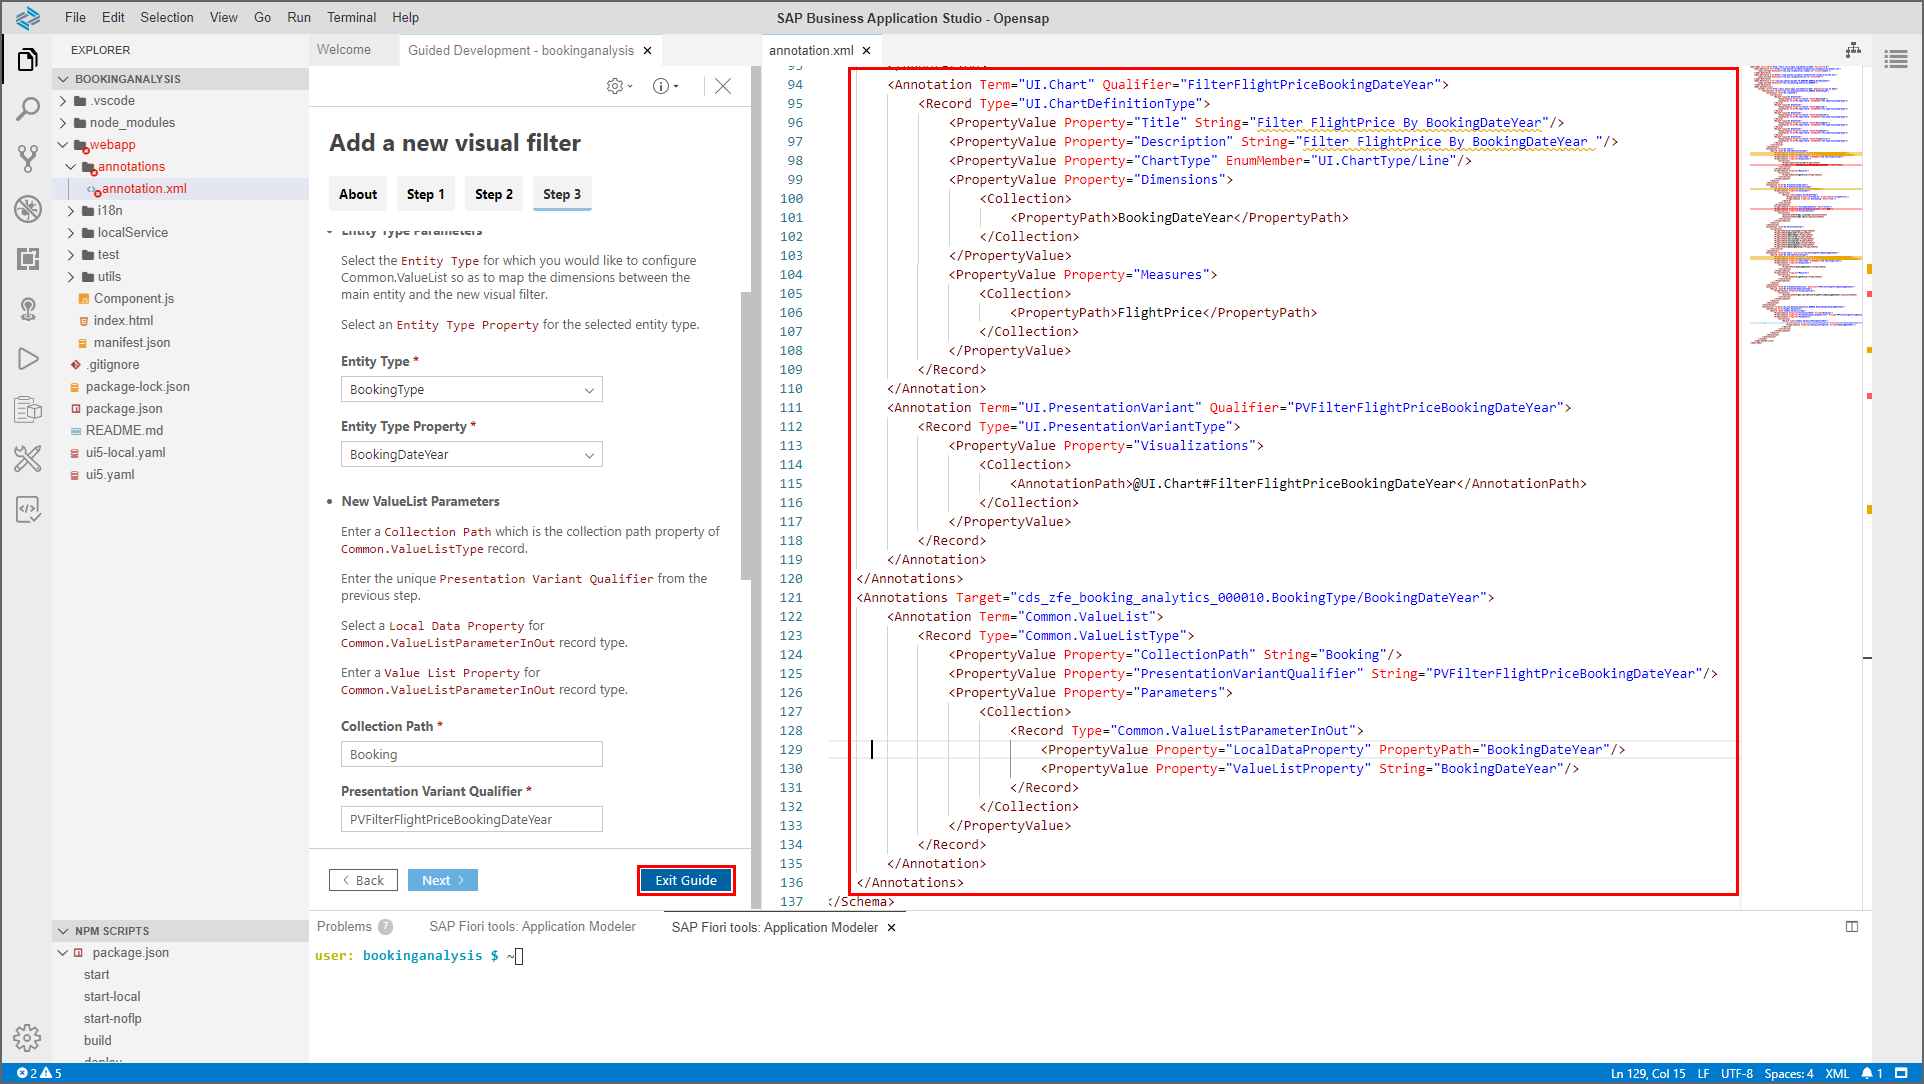 File Edit Selection View Go Run Terminal Help
SAP Business Application Studio - Opensap
EXPLORER
BOOKINGANALYSIS
.vscode
node_modules
webapp
annotations
annotation.xml
i18n
localService
test
utils
Component.js
index.html
manifest.json
.gitignore
package-lock.json
package.json
README.md
ui5-local.yaml
ui5.yaml
NPM SCRIPTS
package.json
start
start-local
start-noflp
build
deploy
Welcome
Guided Development - bookinganalysis
Add a new visual filter
About Step 1 Step 2 Step 3
Entity Type Parameters
Select the Entity Type for which you would like to configure
Common.ValueList so as to map the dimensions between the
main entity and the new visual filter.
Select an Entity Type Property for the selected entity type.
Entity Type *
BookingType
Entity Type Property *
BookingDateYear
New ValueList Parameters
Enter a Collection Path which is the collection path property of
Common.ValueListType record.
Enter the unique Presentation Variant Qualifier from the
previous step.
Select a Local Data Property for
Common.ValueListParameterInOut record type.
Enter a Value List Property for
Common.ValueListParameterInOut record type.
Collection Path *
Booking
Presentation Variant Qualifier *
PVFilterFlightPriceBookingDateYear
Back Next Exit Guide
annotation.xml
93
94 <Annotation Term="UI.Chart" Qualifier="FilterFlightPriceBookingDateYear">
95 <Record Type="UI.ChartDefinitionType">
96 <PropertyValue Property="Title" String="Filter FlightPrice By BookingDateYear"/>
97 <PropertyValue Property="Description" String="Filter FlightPrice By BookingDateYear "/>
98 <PropertyValue Property="ChartType" EnumMember="UI.ChartType/Line"/>
99 <PropertyValue Property="Dimensions">
100 <Collection>
101 <PropertyPath>BookingDateYear</PropertyPath>
102 </Collection>
103 </PropertyValue>
104 <PropertyValue Property="Measures">
105 <Collection>
106 <PropertyPath>FlightPrice</PropertyPath>
107 </Collection>
108 </PropertyValue>
109 </Record>
110 </Annotation>
111 <Annotation Term="UI.PresentationVariant" Qualifier="PVFilterFlightPriceBookingDateYear">
112 <Record Type="UI.PresentationVariantType">
113 <PropertyValue Property="Visualizations">
114 <Collection>
115 <AnnotationPath>@UI.Chart#FilterFlightPriceBookingDateYear</AnnotationPath>
116 </Collection>
117 </PropertyValue>
118 </Record>
119 </Annotation>
120 </Annotations>
121 <Annotations Target="cds_zfe_booking_analytics_000010.BookingType/BookingDateYear">
122 <Annotation Term="Common.ValueList">
123 <Record Type="Common.ValueListType">
124 <PropertyValue Property="CollectionPath" String="Booking"/>
125 <PropertyValue Property="PresentationVariantQualifier" String="PVFilterFlightPriceBookingDateYear"/>
126 <PropertyValue Property="Parameters">
127 <Collection>
128 <Record Type="Common.ValueListParameterInOut">
129 <PropertyValue Property="LocalDataProperty" PropertyPath="BookingDateYear"/>
130 <PropertyValue Property="ValueListProperty" String="BookingDateYear"/>
131 </Record>
132 </Collection>
133 </PropertyValue>
134 </Record>
135 </Annotation>
136 </Annotations>
137 </Schema>
Problems 7 SAP Fiori tools: Application Modeler SAP Fiori tools: Application Modeler
user: bookinganalysis $ ~
2 5
Ln 129, Col 15 LF UTF-8 Spaces: 4 XML 1